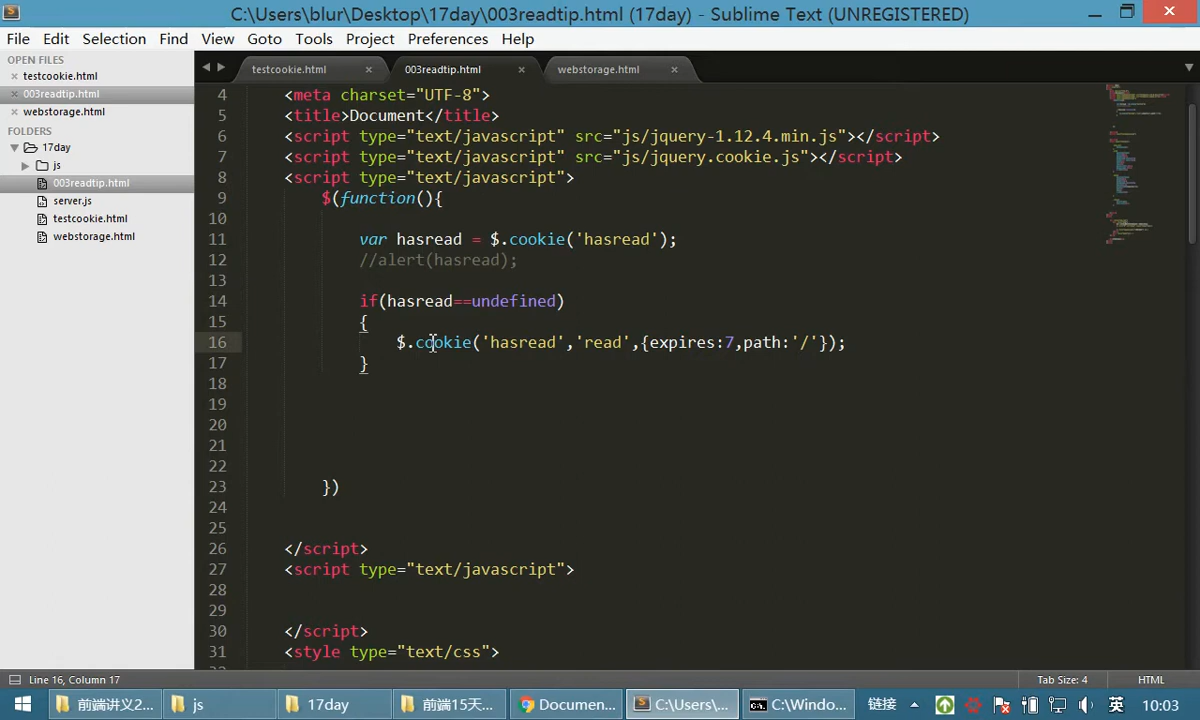 C:\Users\blur\Desktop\17day\003readtip.html (17day) - Sublime Text (UNREGISTERED)
File Edit Selection Find View Goto Tools Project Preferences Help
OPEN FILES
testcookie.html
003readtip.html
webstorage.html
FOLDERS
17day
js
003readtip.html
server.js
testcookie.html
webstorage.html
testcookie.html 003readtip.html webstorage.html
4 <meta charset="UTF-8">
5 <title>Document</title>
6 <script type="text/javascript" src="js/jquery-1.12.4.min.js"></script>
7 <script type="text/javascript" src="js/jquery.cookie.js"></script>
8 <script type="text/javascript">
9 $(function(){
10
11 var hasread = $.cookie('hasread');
12 //alert(hasread);
13
14 if(hasread==undefined)
15 {
16 $.cookie('hasread','read',{expires:7,path:'/'});
17 }
18
19
20
21
22
23 })
24
25
26 </script>
27 <script type="text/javascript">
28
29
30 </script>
31 <style type="text/css">
Line 16, Column 17 Tab Size: 4 HTML
前端讲义2... js 17day 前端15天... Documen... C:\Users\... C:\Windo... 链接 英 10:03